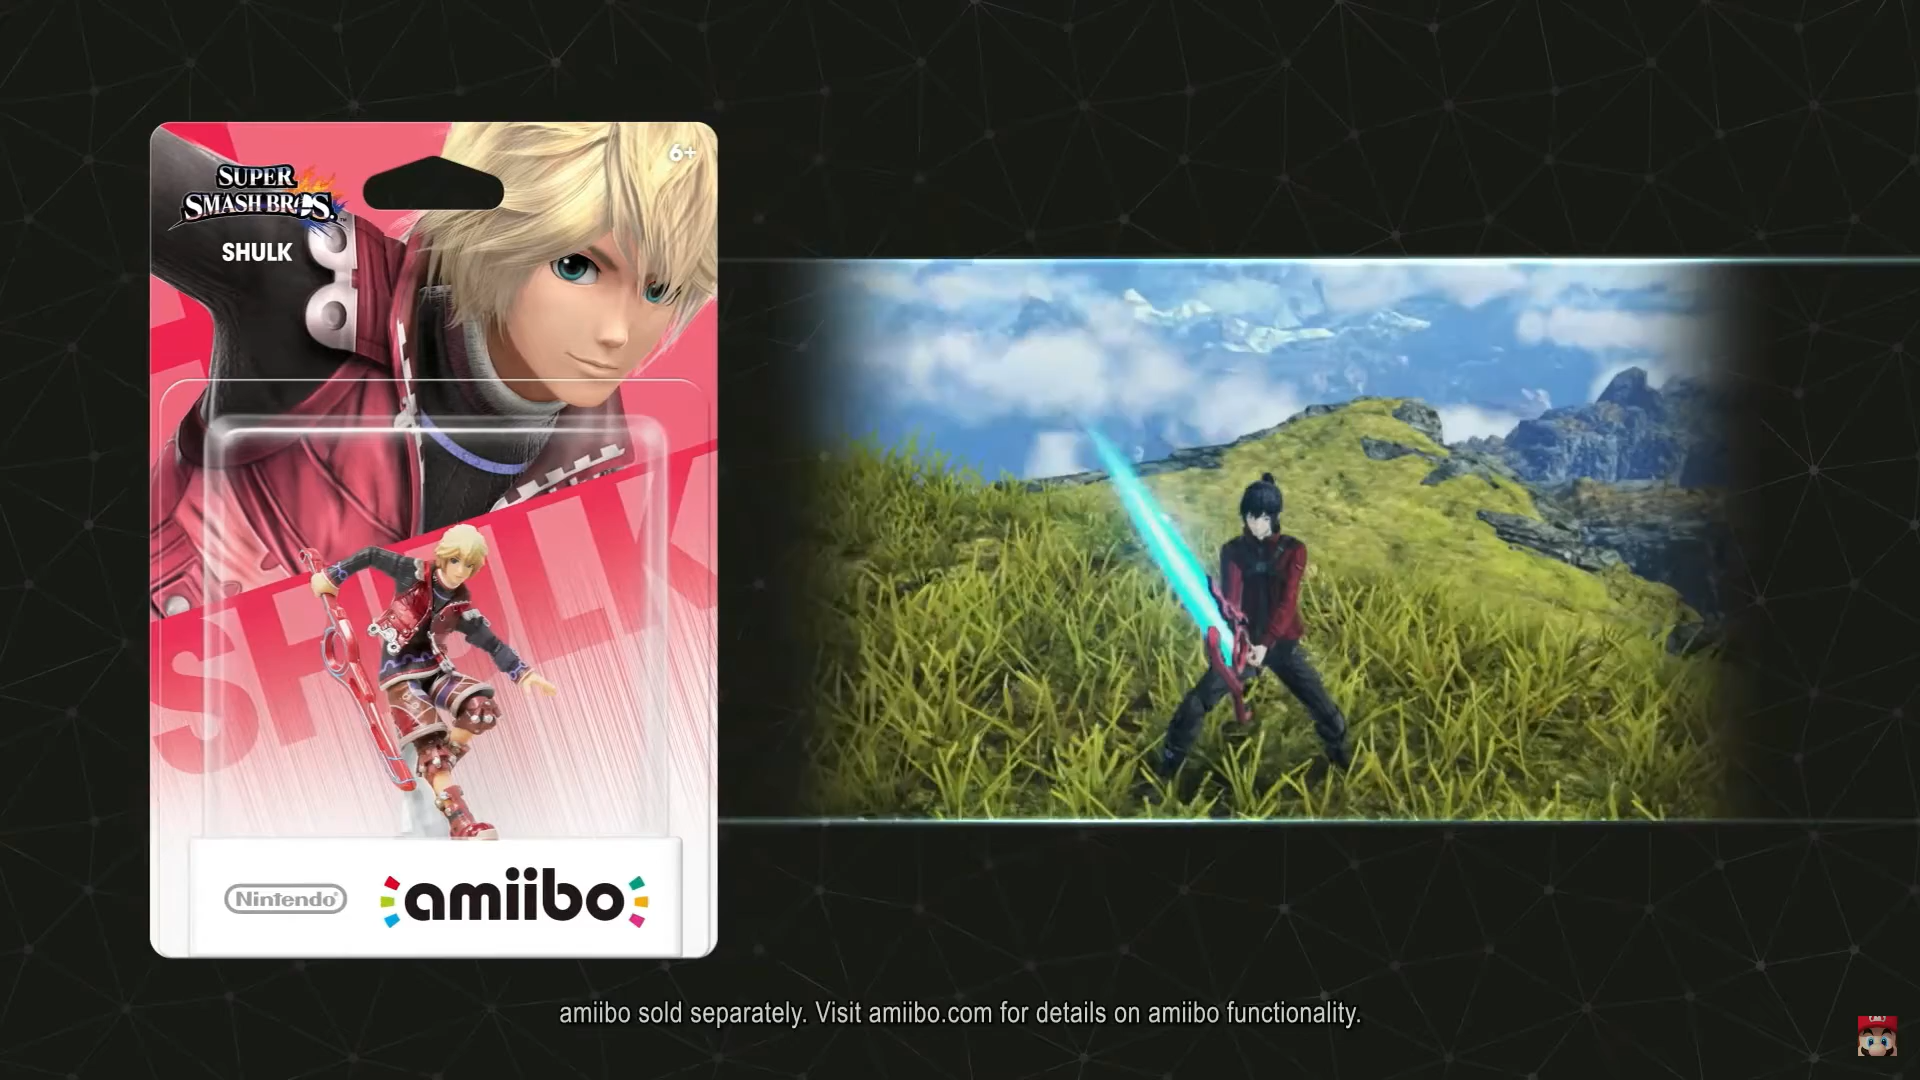 6+
SUPER
SMASH BROS.™
SHULK
SHULK
Nintendo®
amiibo
amiibo sold separately. Visit amiibo.com for details on amiibo functionality.
M